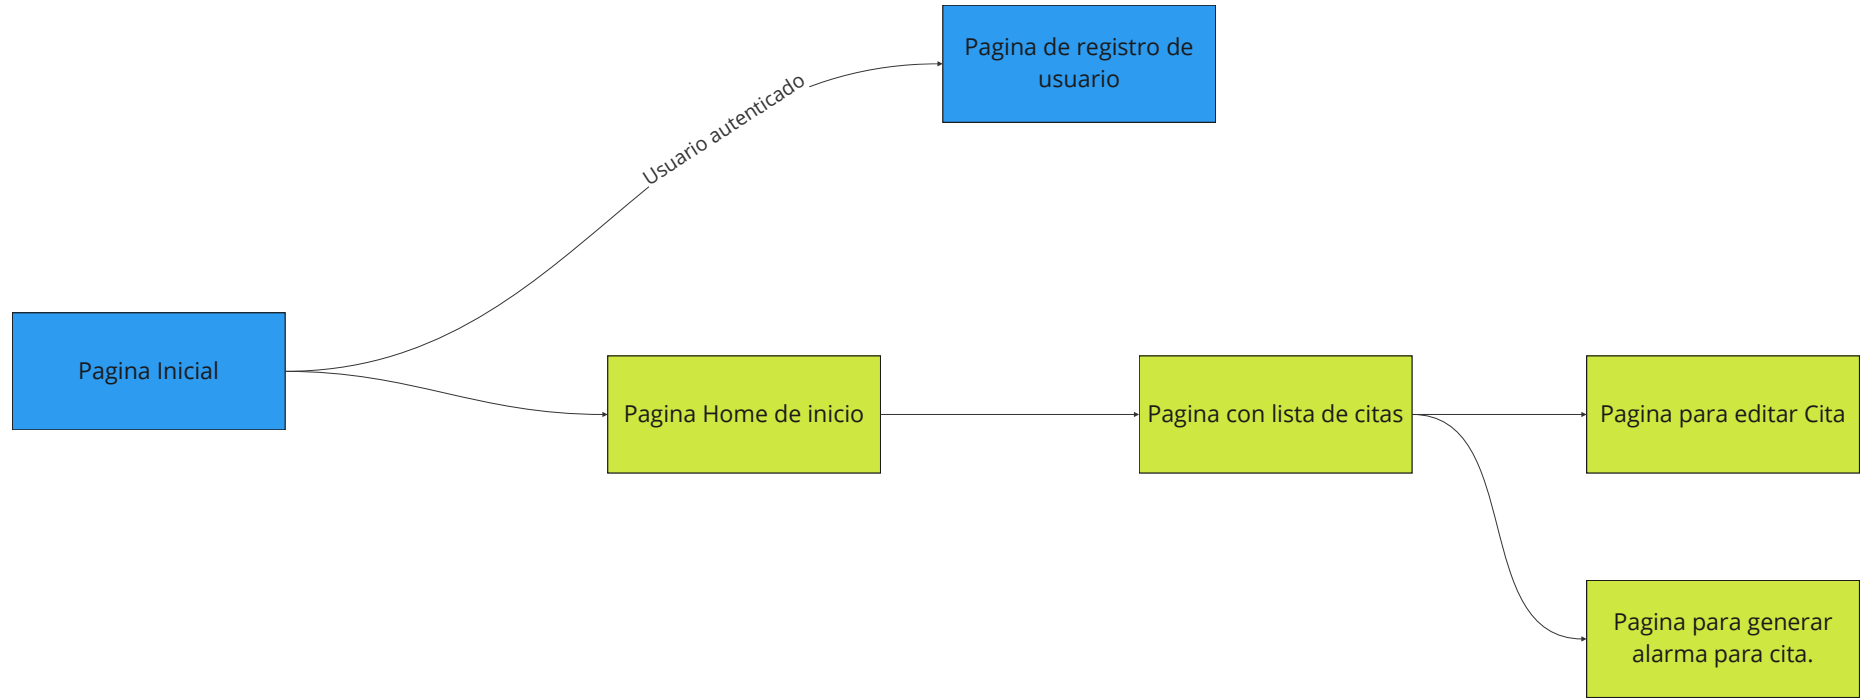 Pagina de registro de
usuario
Usuario autenticado
Pagina Inicial
Pagina Home de inicio
Pagina con lista de citas
Pagina para editar Cita
Pagina para generar
alarma para cita.